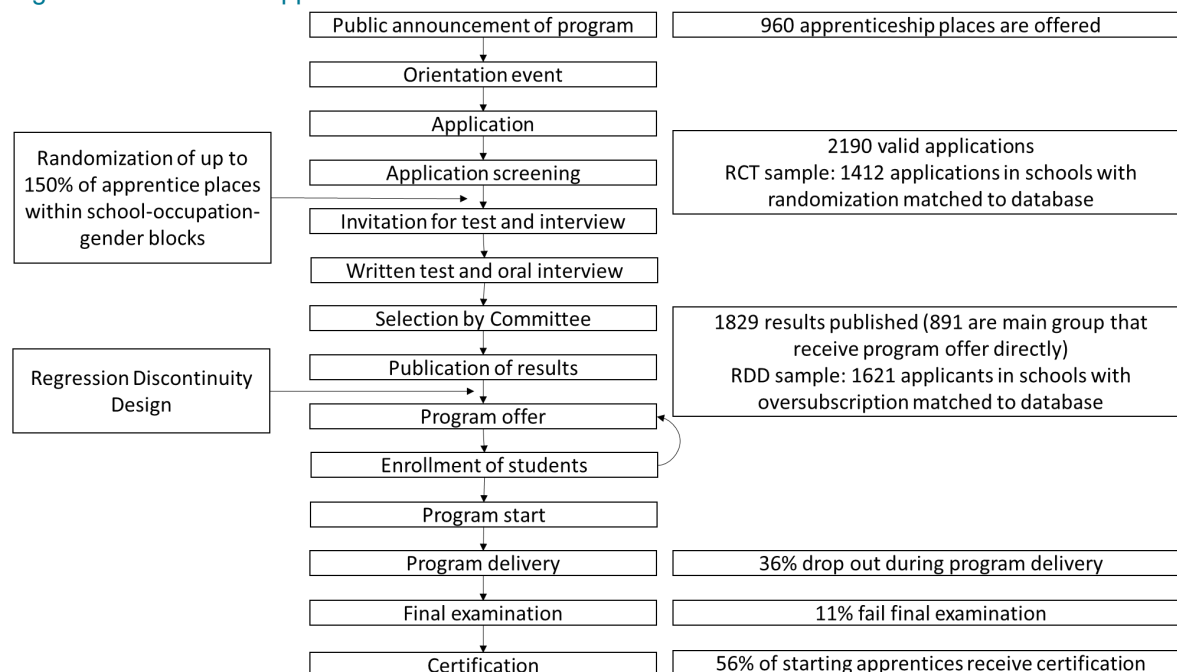 Public announcement of program
960 apprenticeship places are offered
Orientation event
Application
Randomization of up to
150% of apprentice places
within school-occupation-
gender blocks
Application screening
2190 valid applications
RCT sample: 1412 applications in schools with
randomization matched to database
Invitation for test and interview
Written test and oral interview
Selection by Committee
1829 results published (891 are main group that
receive program offer directly)
RDD sample: 1621 applicants in schools with
oversubscription matched to database
Publication of results
Regression Discontinuity
Design
Program offer
Enrollment of students
Program start
Program delivery
36% drop out during program delivery
Final examination
11% fail final examination
Certification
56% of starting apprentices receive certification